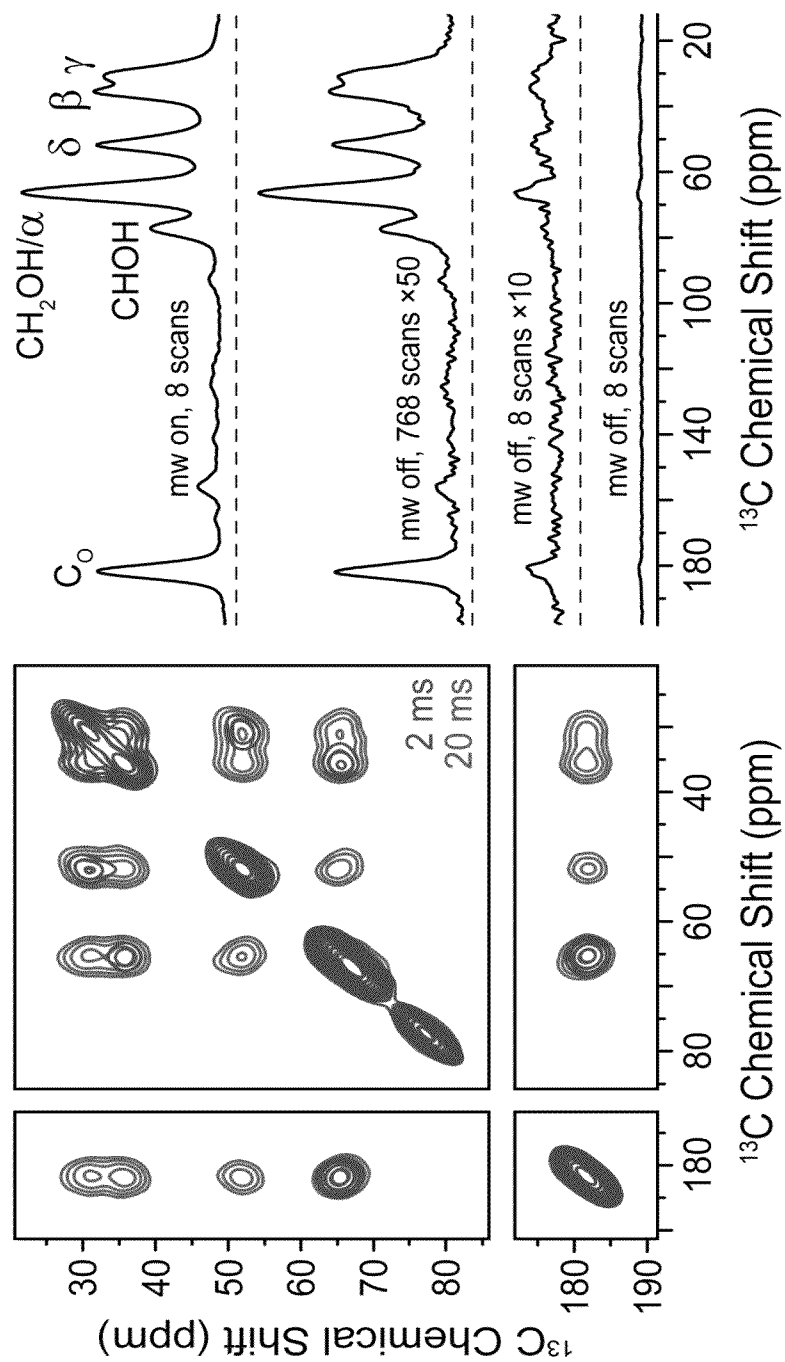 ¹³C Chemical Shift (ppm)
30
40
50
60
70
80
180
190
2 ms
20 ms
180
80
60
40
¹³C Chemical Shift (ppm)
C_O
CH₂OH/α
CHOH
δ
β
γ
mw on, 8 scans
mw off, 768 scans ×50
mw off, 8 scans ×10
mw off, 8 scans
180
140
100
60
20
¹³C Chemical Shift (ppm)